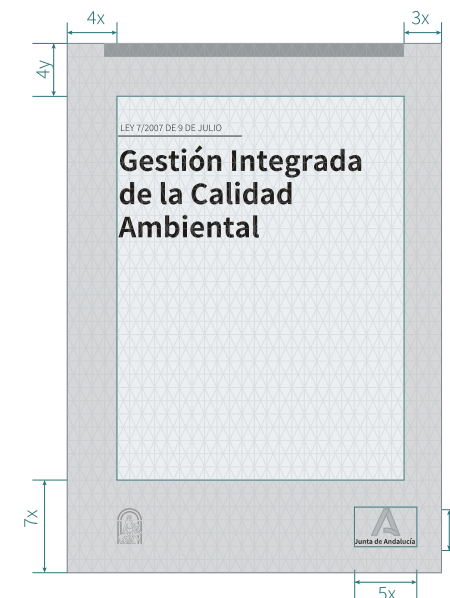 4x
3x
4y
LEY 7/2007 DE 9 DE JULIO
Gestión Integrada
de la Calidad
Ambiental
7x
Junta de Andalucía
5x